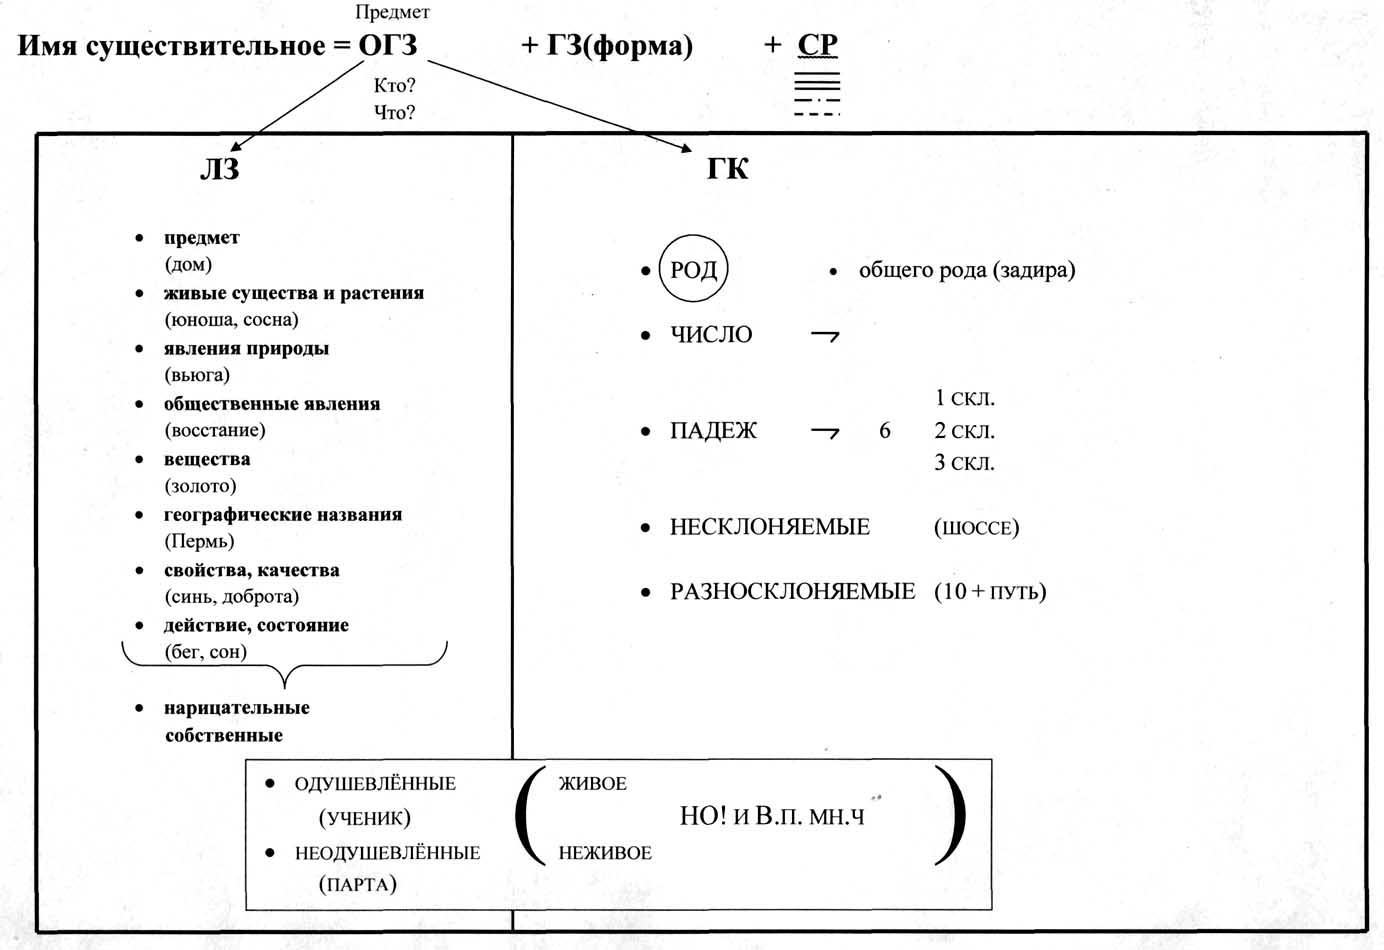 Предмет
Имя существительное = ОГЗ + ГЗ(форма) + СР
Кто?
Что?
ЛЗ
ГК
• предмет
(дом)
• живые существа и растения
(юноша, сосна)
• явления природы
(вьюга)
• общественные явления
(восстание)
• вещества
(золото)
• географические названия
(Пермь)
• свойства, качества
(синь, доброта)
• действие, состояние
(бег, сон)
• нарицательные
собственные
• РОД • общего рода (задира)
• ЧИСЛО
1 СКЛ.
• ПАДЕЖ 6 2 СКЛ.
3 СКЛ.
• НЕСКЛОНЯЕМЫЕ (ШОССЕ)
• РАЗНОСКЛОНЯЕМЫЕ (10 + ПУТЬ)
• ОДУШЕВЛЁННЫЕ ( ЖИВОЕ
(УЧЕНИК) НО! И В.П. МН.Ч )
• НЕОДУШЕВЛЁННЫЕ НЕЖИВОЕ
(ПАРТА)